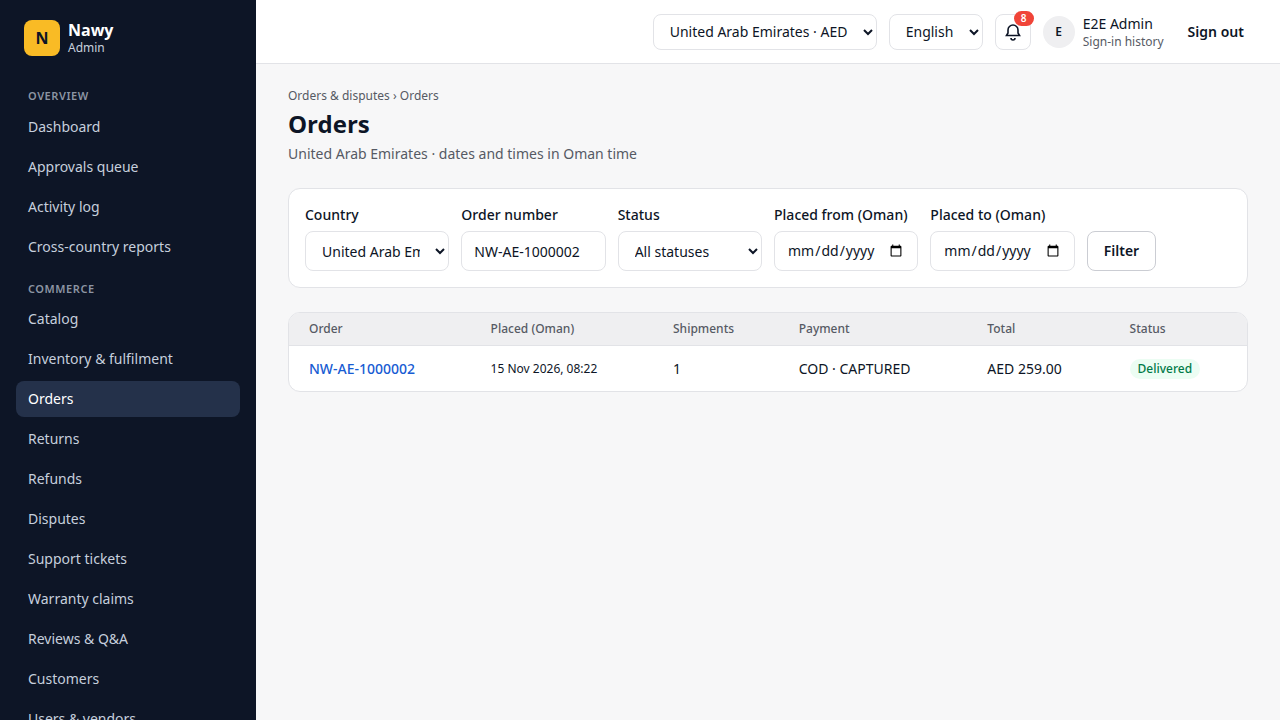 N
Nawy
Admin
OVERVIEW
Dashboard
Approvals queue
Activity log
Cross-country reports
COMMERCE
Catalog
Inventory & fulfilment
Orders
Returns
Refunds
Disputes
Support tickets
Warranty claims
Reviews & Q&A
Customers
Users & vendors
United Arab Emirates · AED
English
8
E
E2E Admin
Sign-in history
Sign out
Orders & disputes › Orders
Orders
United Arab Emirates · dates and times in Oman time
Country Order number Status Placed from (Oman) Placed to (Oman)
United Arab Em NW-AE-1000002 All statuses mm/dd/yyyy mm/dd/yyyy Filter
Order Placed (Oman) Shipments Payment Total Status
NW-AE-1000002 15 Nov 2026, 08:22 1 COD · CAPTURED AED 259.00 Delivered